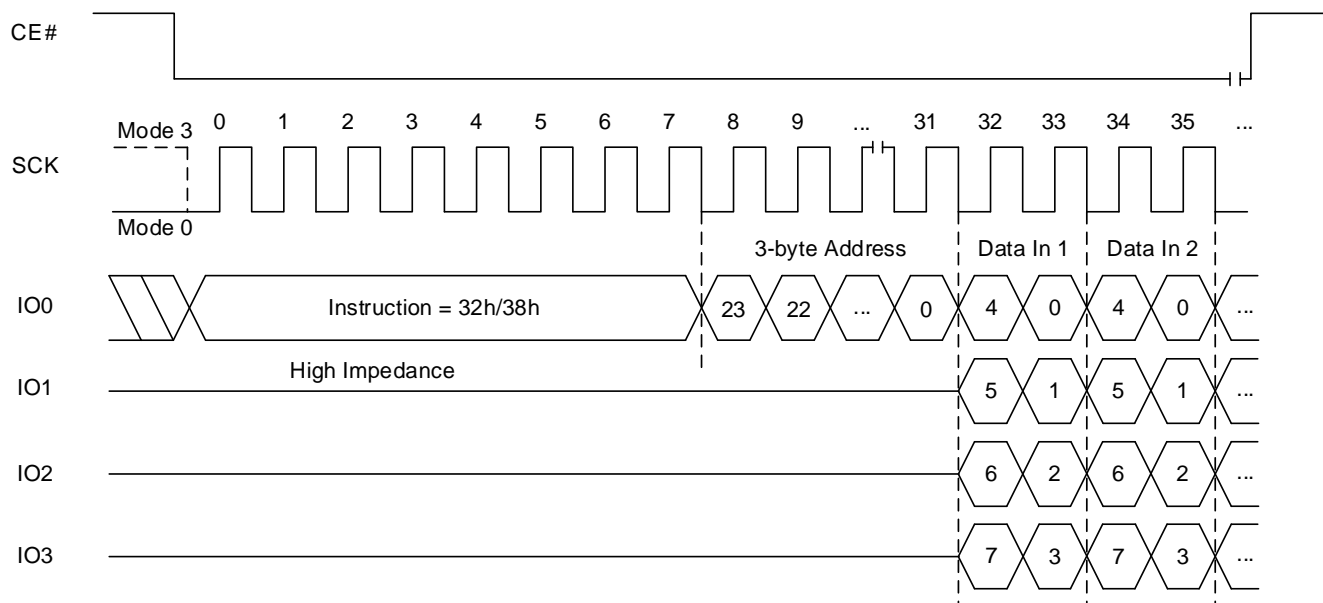 CE#
0 1 2 3 4 5 6 7 8 9 ... 31 32 33 34 35 ...
Mode 3
SCK
Mode 0
3-byte Address Data In 1 Data In 2
IO0 Instruction = 32h/38h 23 22 ... 0 4 0 4 0 ...
High Impedance
IO1 5 1 5 1 ...
IO2 6 2 6 2 ...
IO3 7 3 7 3 ...